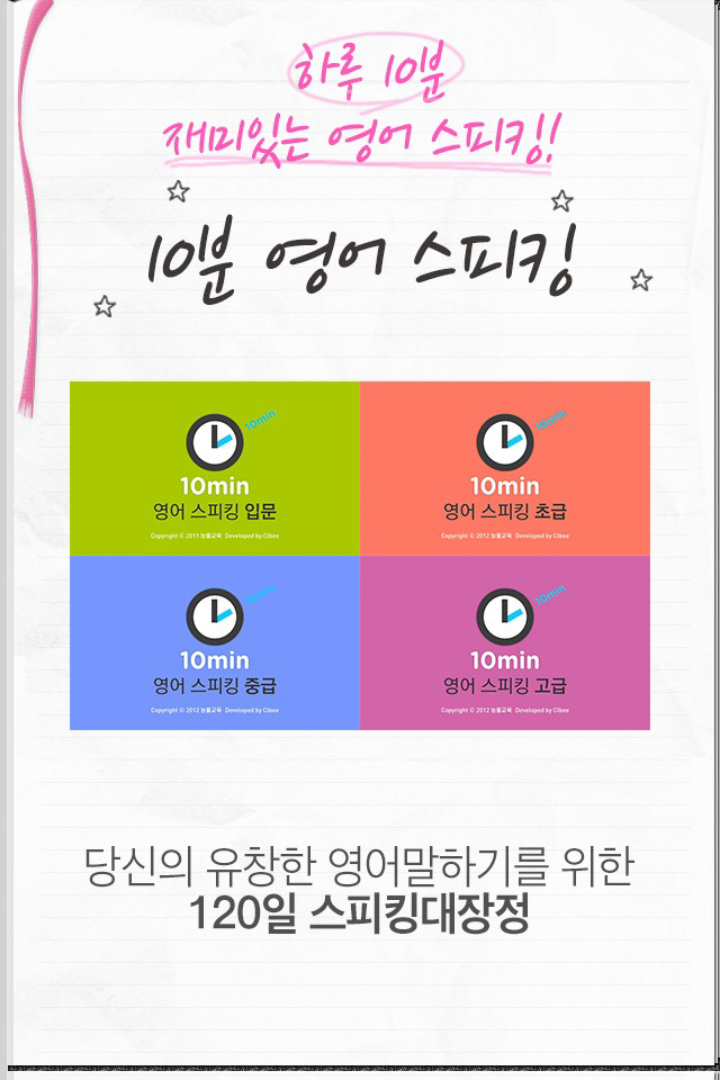 하루 10분
재미있는 영어 스피킹!
10분 영어 스피킹
10min
10min
영어 스피킹 입문
Copyright © 2011 능률교육 Developed by Clbee
10min
10min
영어 스피킹 초급
Copyright © 2012 능률교육 Developed by Clbee
10min
10min
영어 스피킹 중급
Copyright © 2012 능률교육 Developed by Clbee
10min
10min
영어 스피킹 고급
Copyright © 2012 능률교육 Developed by Clbee
당신의 유창한 영어말하기를 위한
120일 스피킹대장정